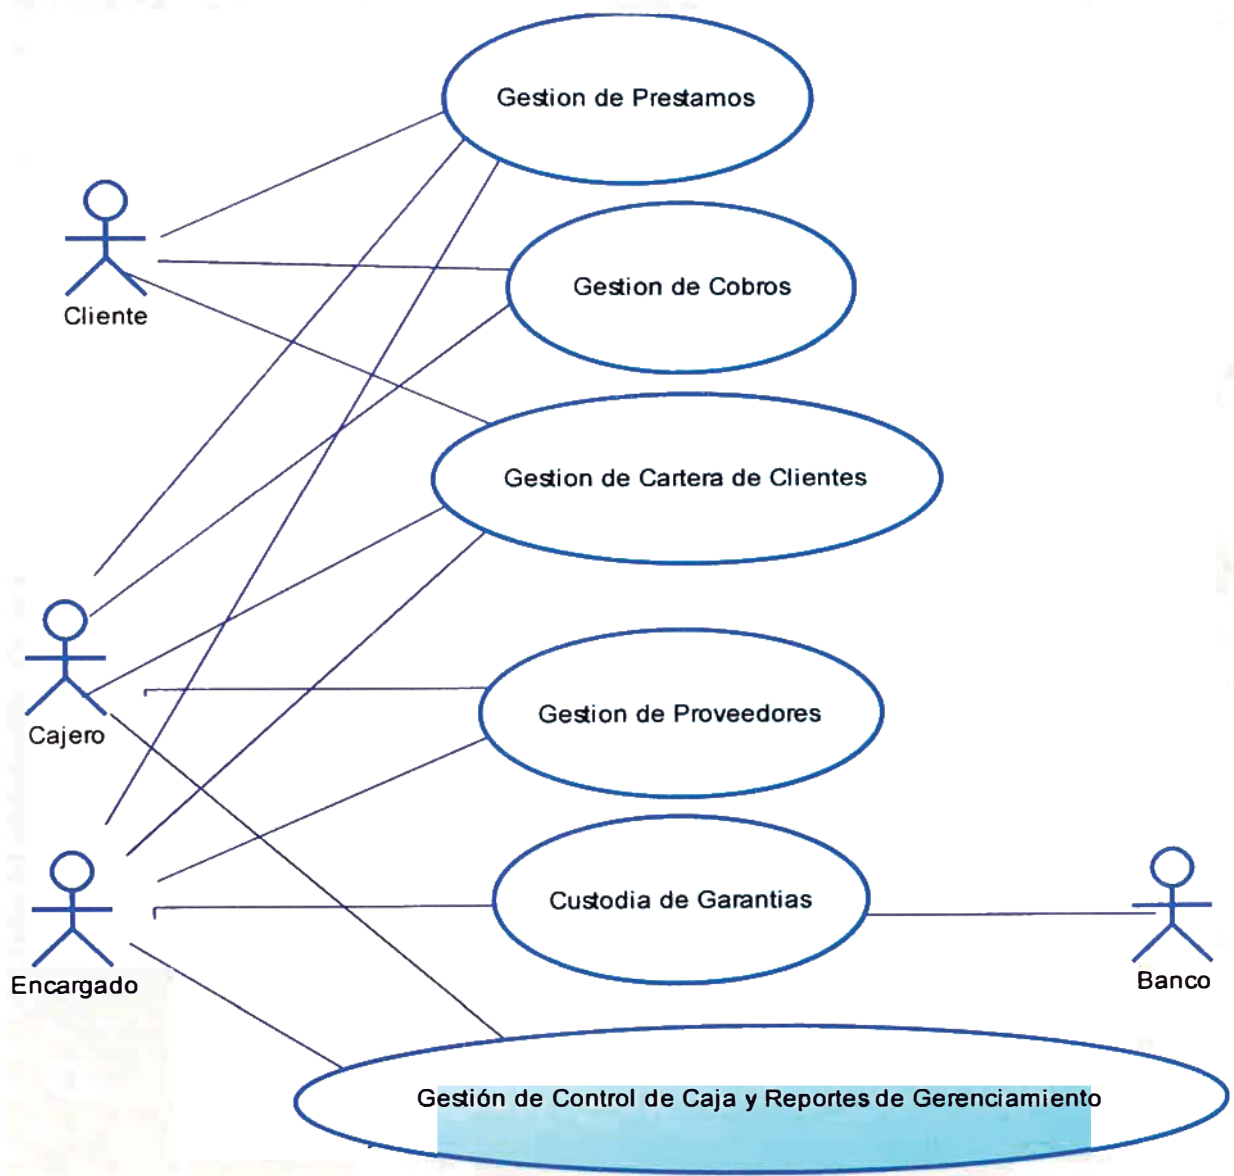 Gestion de Prestamos
Gestion de Cobros
Cliente
Gestion de Cartera de Clientes
Gestion de Proveedores
Cajero
Custodia de Garantias
Encargado
Banco
Gestión de Control de Caja y Reportes de Gerenciamiento